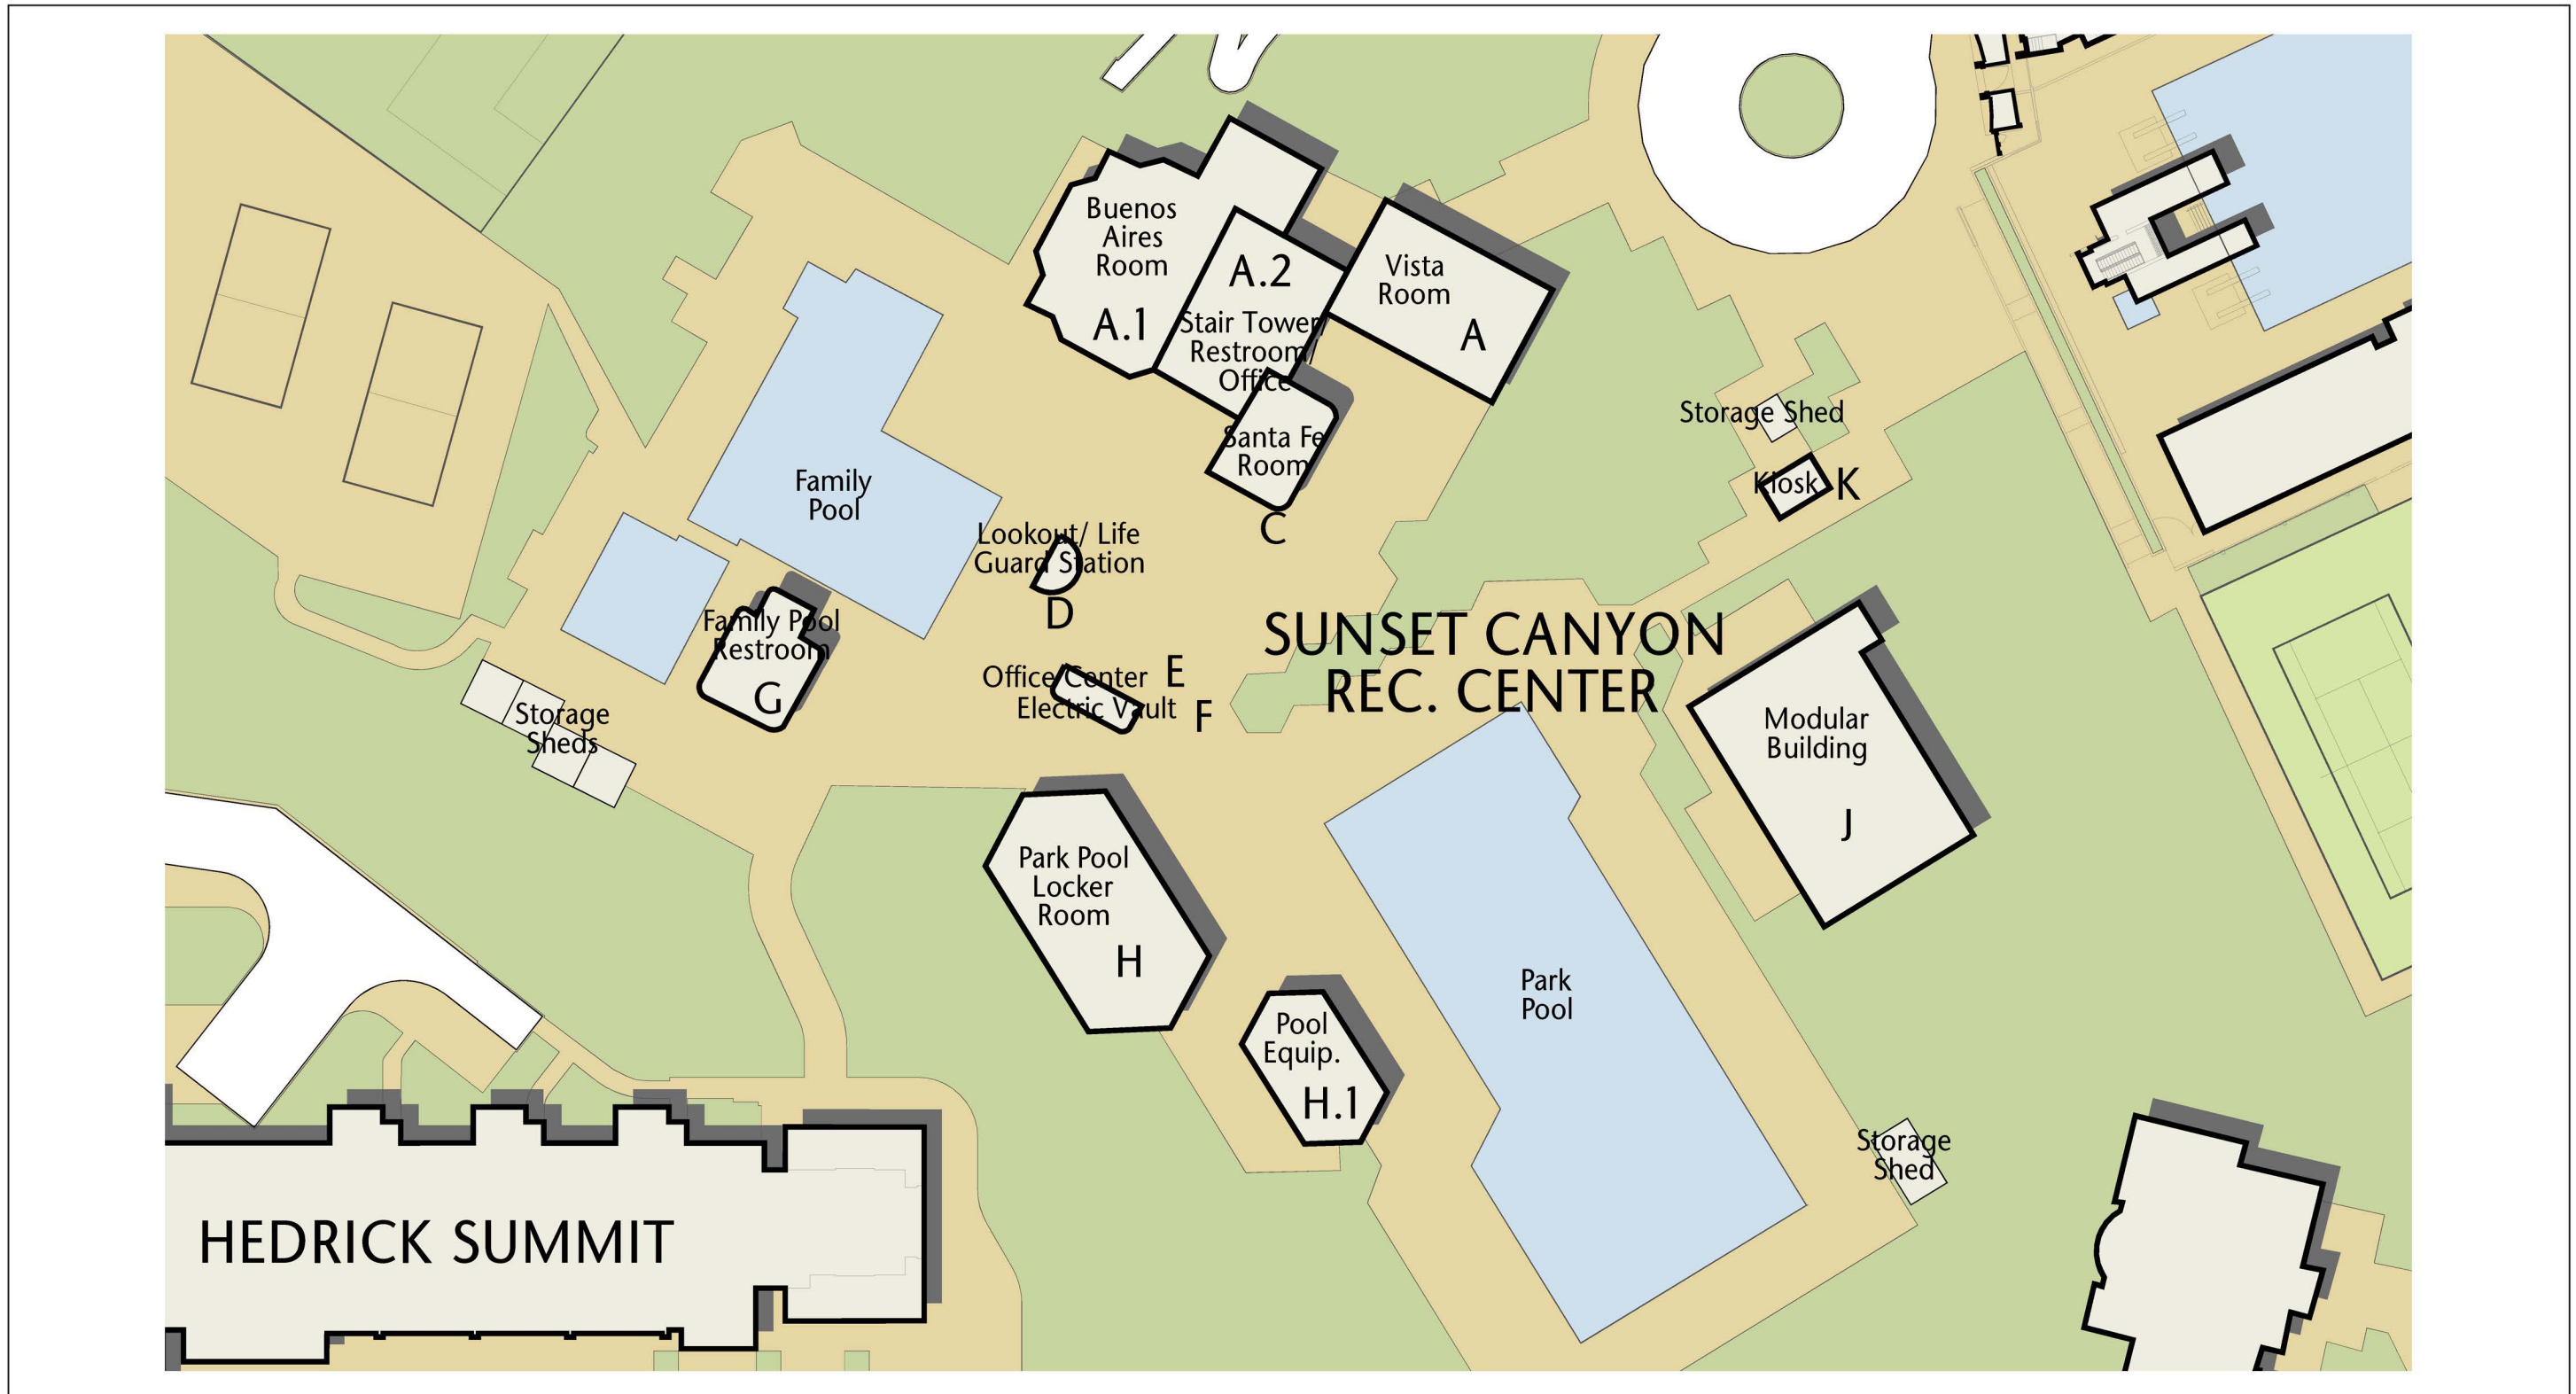 Buenos
Aires
Room
A.1
A.2
Stair Tower/
Restroom/
Office
Vista
Room
A
Santa Fe
Room
C
Storage Shed
Kiosk K
Family
Pool
Lookout/ Life
Guard Station
D
Family Pool
Restroom
G
Office Center E
Electric Vault F
SUNSET CANYON
REC. CENTER
Storage
Sheds
Modular
Building
J
Park Pool
Locker
Room
H
Pool
Equip.
H.1
Park
Pool
Storage
Shed
HEDRICK SUMMIT